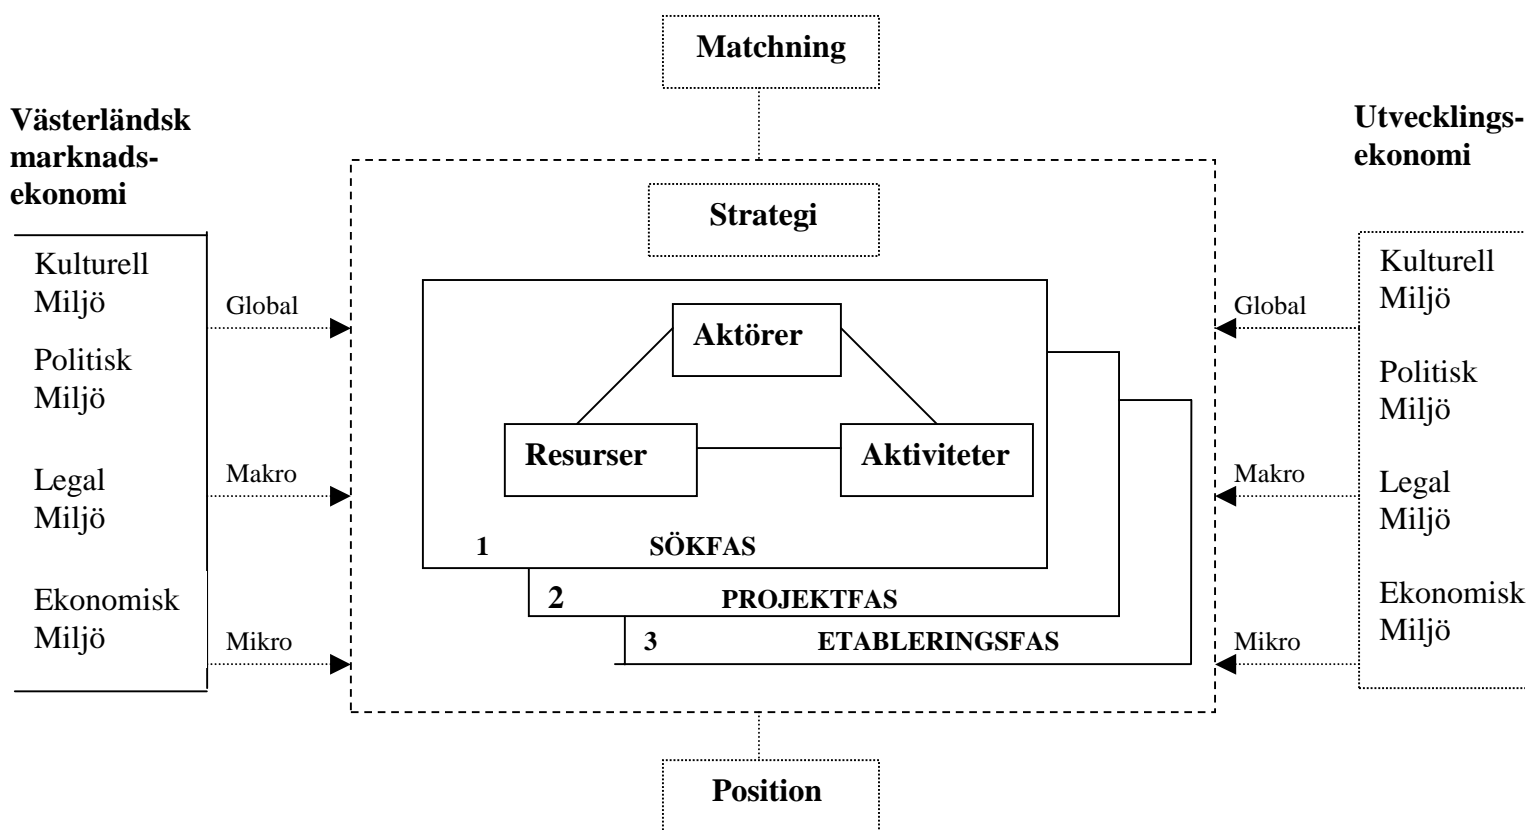 Matchning
Västerländsk
marknads-
ekonomi
Utvecklings-
ekonomi
Strategi
Kulturell
Miljö
Politisk
Miljö
Legal
Miljö
Ekonomisk
Miljö
Global
Makro
Mikro
Aktörer
Resurser
Aktiviteter
1 SÖKFAS
2 PROJEKTFAS
3 ETABLERINGSFAS
Global
Makro
Mikro
Kulturell
Miljö
Politisk
Miljö
Legal
Miljö
Ekonomisk
Miljö
Position